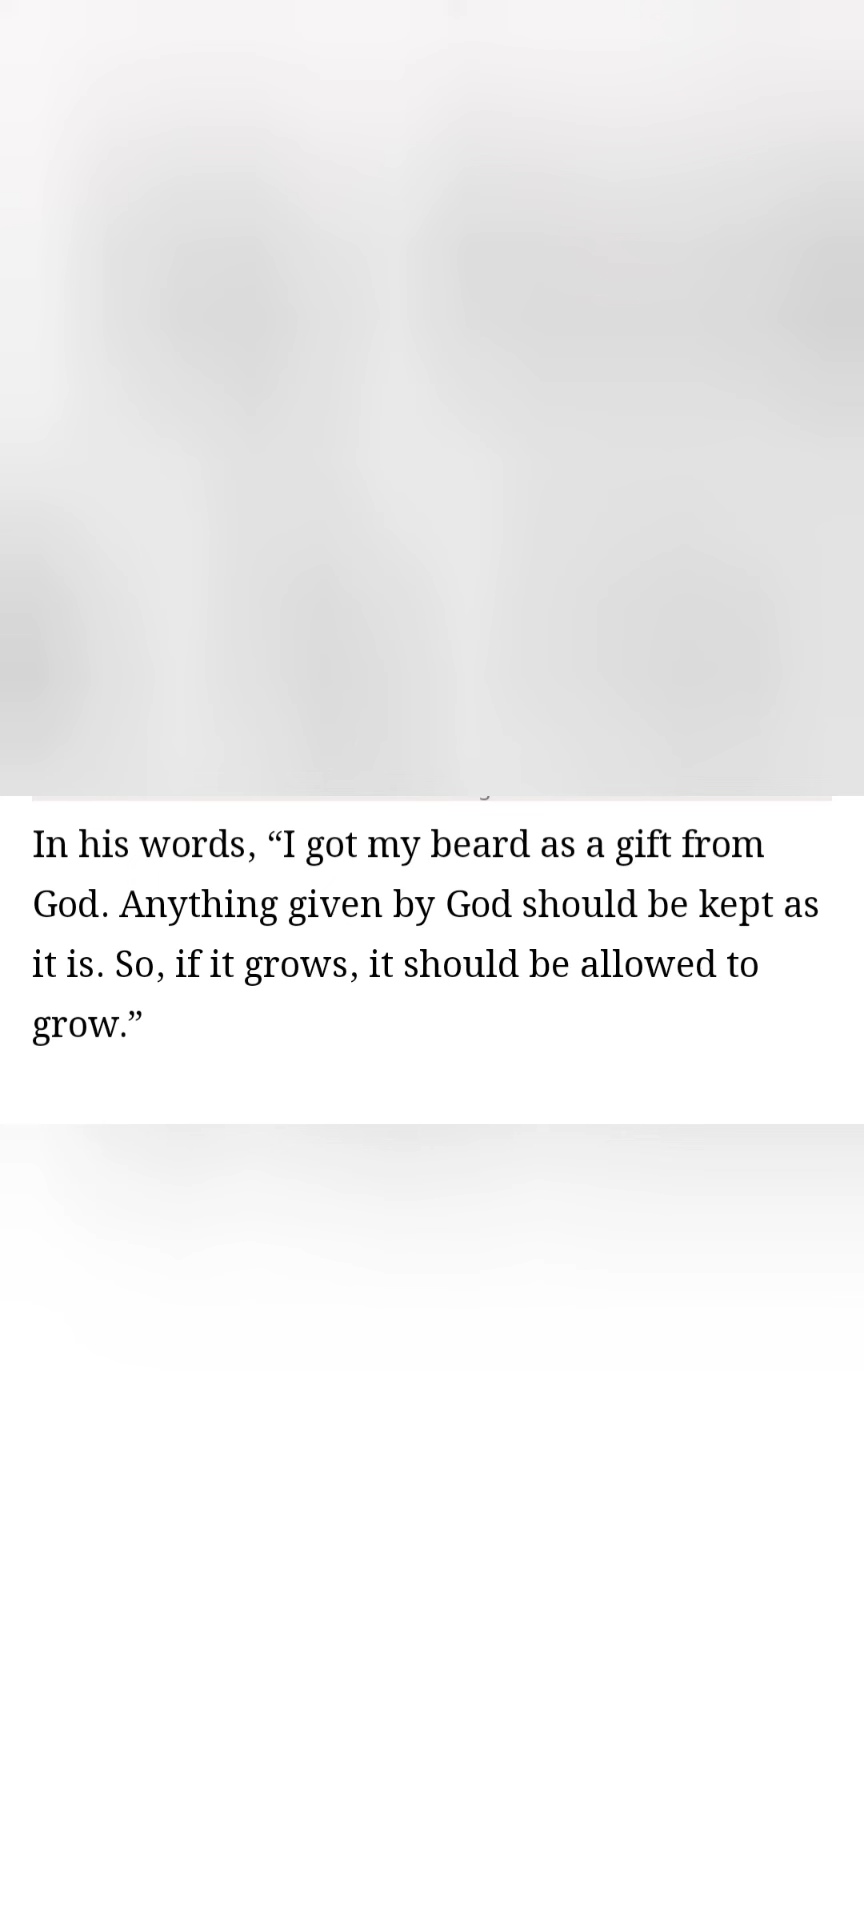 In his words, “I got my beard as a gift from
God. Anything given by God should be kept as
it is. So, if it grows, it should be allowed to
grow.”